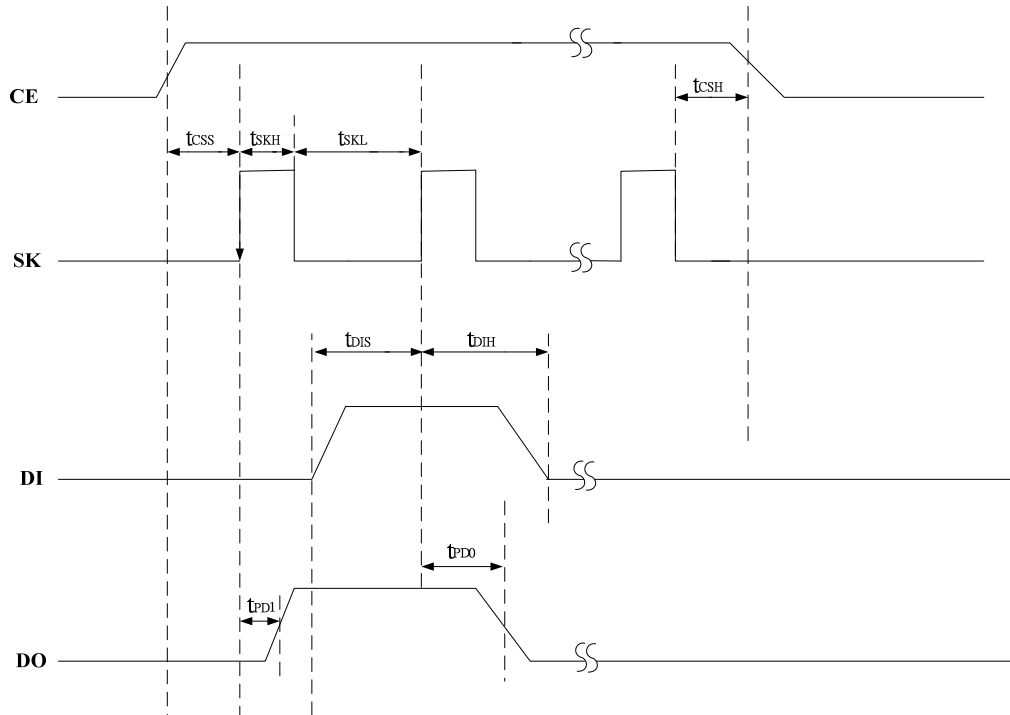 CE
tCSH
tCSS
tSKH
tSKL
SK
tDIS
tDIH
DI
tPD0
tPD1
DO